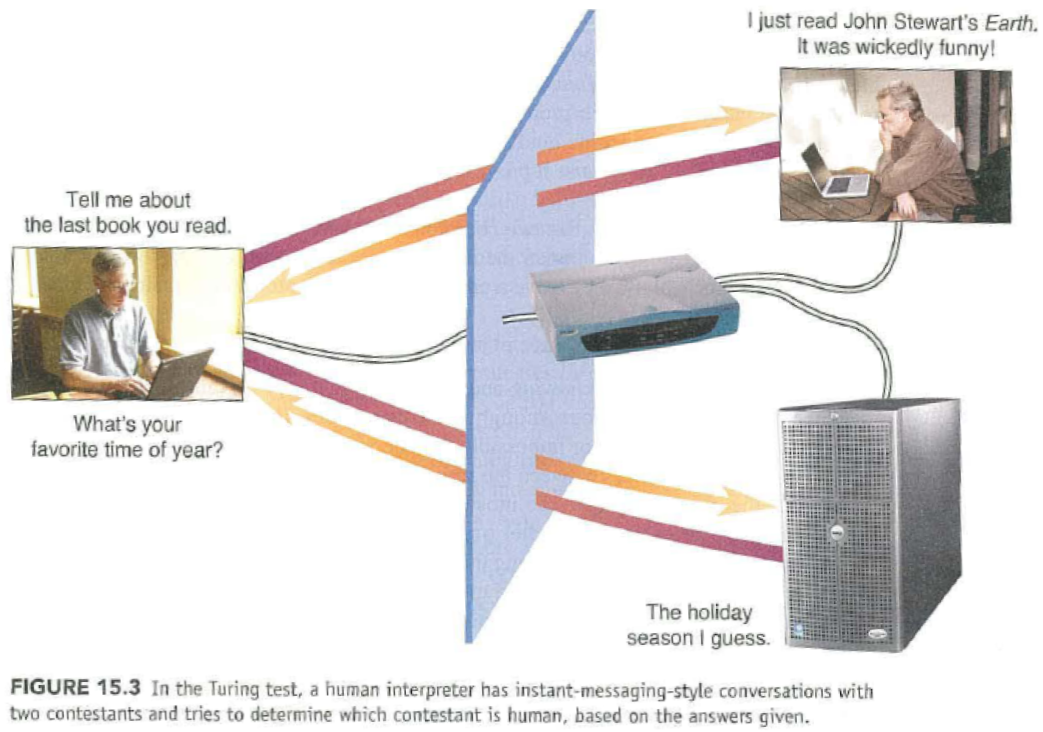 I just read John Stewart's Earth.
It was wickedly funny!
Tell me about
the last book you read.
What's your
favorite time of year?
The holiday
season I guess.
FIGURE 15.3 In the Turing test, a human interpreter has instant-messaging-style conversations with
two contestants and tries to determine which contestant is human, based on the answers given.